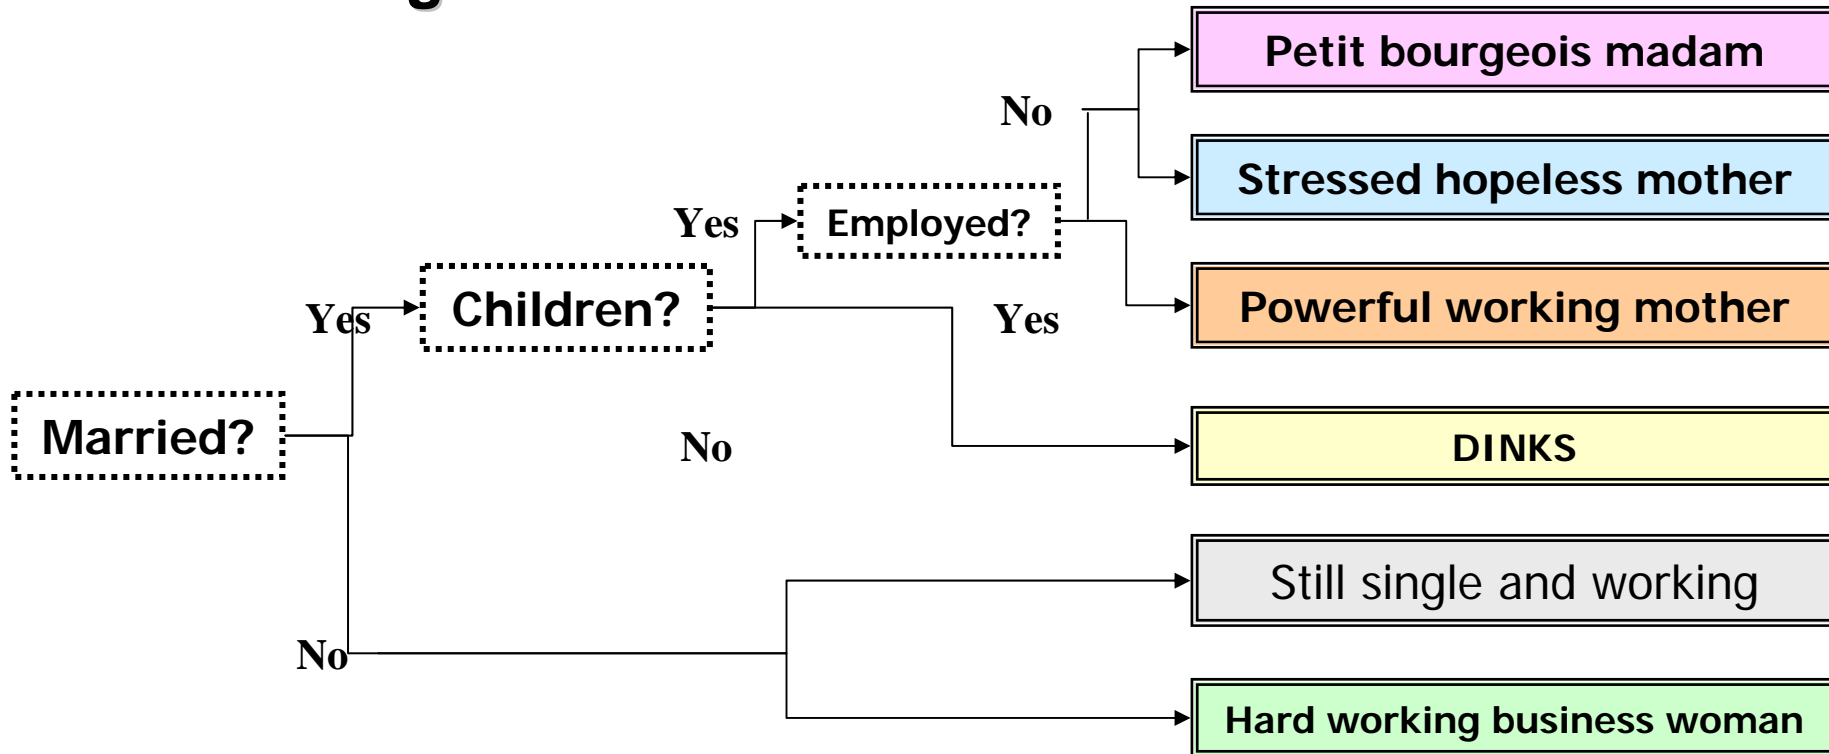 Petit bourgeois madam
No
Stressed hopeless mother
Yes
Employed?
Yes
Children?
Yes
Powerful working mother
Married?
No
DINKS
Still single and working
No
Hard working business woman